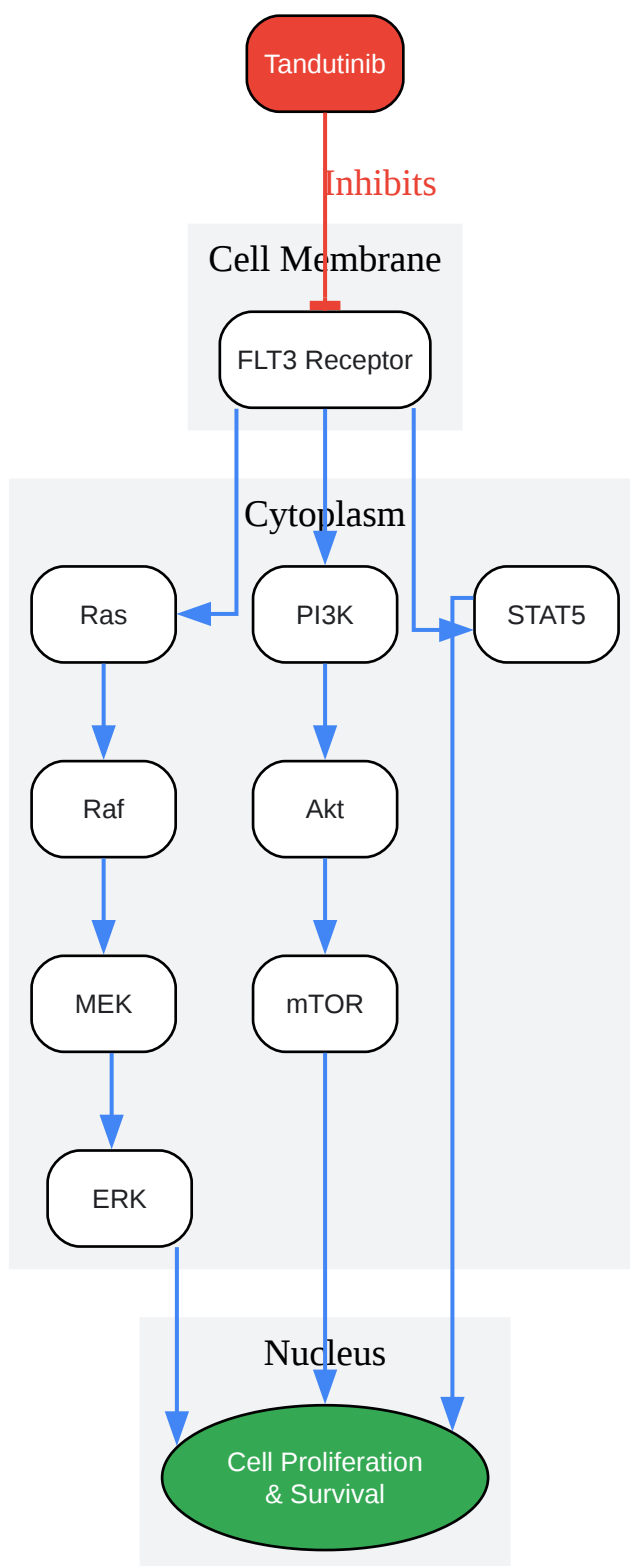 Tandutinib
Inhibits
Cell Membrane
FLT3 Receptor
Cytoplasm
Ras
PI3K
STAT5
Raf
Akt
MEK
mTOR
ERK
Nucleus
Cell Proliferation
& Survival